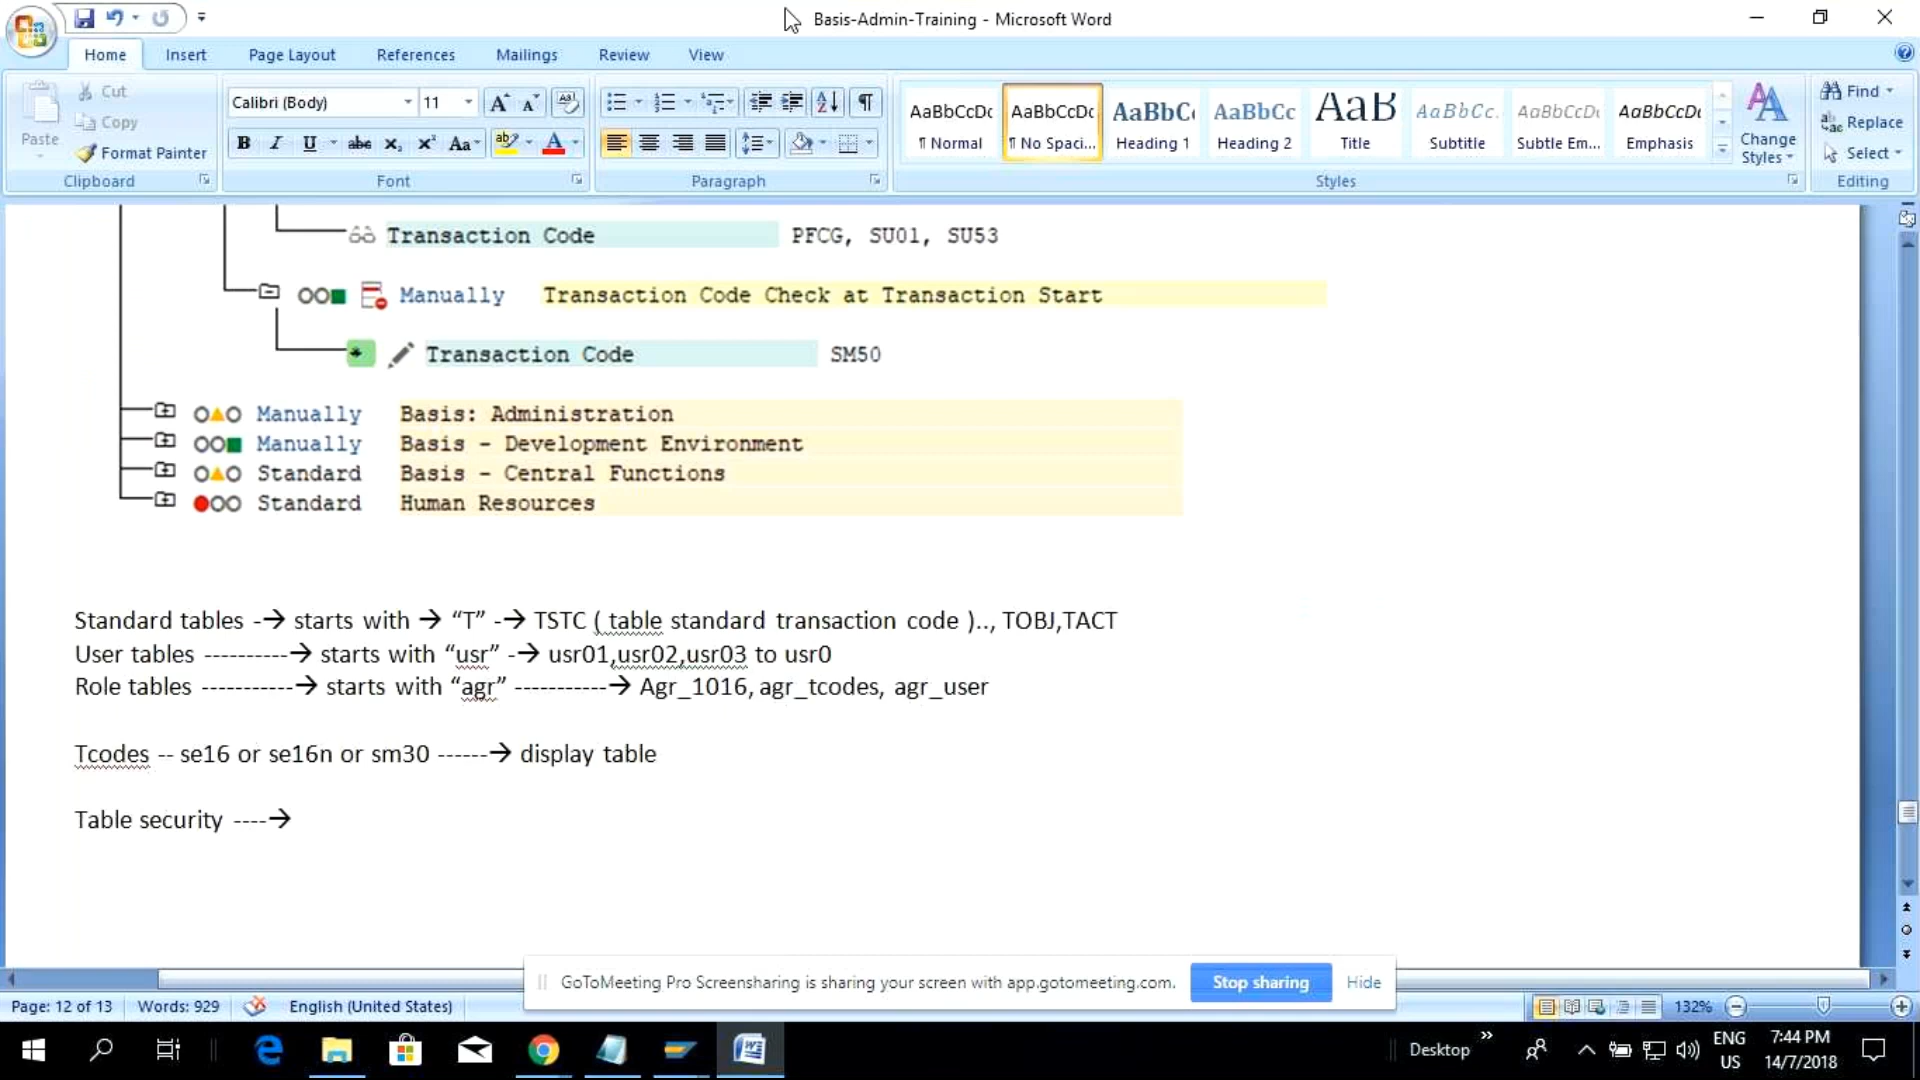 Basis-Admin-Training - Microsoft Word
Home Insert Page Layout References Mailings Review View
Paste
Cut
Copy
Format Painter
Clipboard
Calibri (Body) 11
Font
Paragraph
AaBbCcDc AaBbCcDc AaBbC AaBbCc AaB AaBbCc. AaBbCcDc AaBbCcDc
¶ Normal ¶ No Spaci... Heading 1 Heading 2 Title Subtitle Subtle Em... Emphasis
Change Styles
Styles
Find
Replace
Select
Editing
Transaction Code PFCG, SU01, SU53
Manually Transaction Code Check at Transaction Start
Transaction Code SM50
Manually Basis: Administration
Manually Basis - Development Environment
Standard Basis - Central Functions
Standard Human Resources
Standard tables -→ starts with → “T” -→ TSTC ( table standard transaction code ).., TOBJ,TACT
User tables ----------→ starts with “usr” -→ usr01,usr02,usr03 to usr0
Role tables -----------→ starts with “agr” -----------→ Agr_1016, agr_tcodes, agr_user
Tcodes -- se16 or se16n or sm30 ------→ display table
Table security ----→
GoToMeeting Pro Screensharing is sharing your screen with app.gotomeeting.com. Stop sharing Hide
Page: 12 of 13 Words: 929 English (United States) 132%
Desktop
ENG
US
7:44 PM
14/7/2018